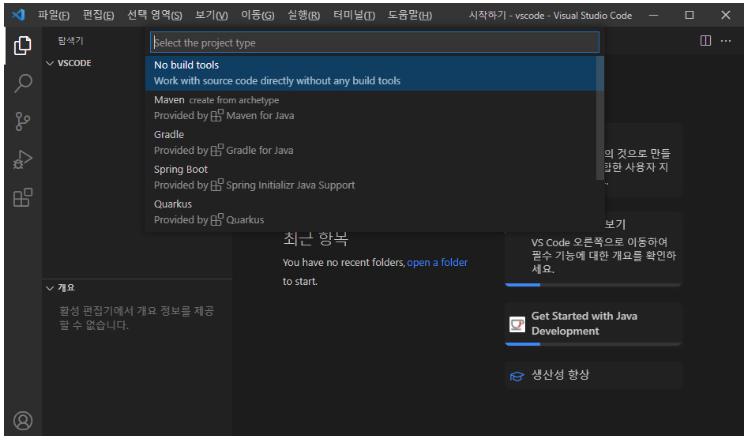 파일(F) 편집(E) 선택 영역(S) 보기(V) 이동(G) 실행(R) 터미널(T) 도움말(H) 시작하기 - vscode - Visual Studio Code
탐색기
VSCODE
Select the project type
No build tools
Work with source code directly without any build tools
Maven create from archetype
Provided by Maven for Java
Gradle
Provided by Gradle for Java
Spring Boot
Provided by Spring Initializr Java Support
Quarkus
Provided by Quarkus
최근 항목
You have no recent folders, open a folder
to start.
의 것으로 만들
합한 사용자 지
보기
VS Code 오른쪽으로 이동하여
필수 기능에 대한 개요를 확인하
세요.
Get Started with Java
Development
생산성 향상
개요
활성 편집기에서 개요 정보를 제공
할 수 없습니다.